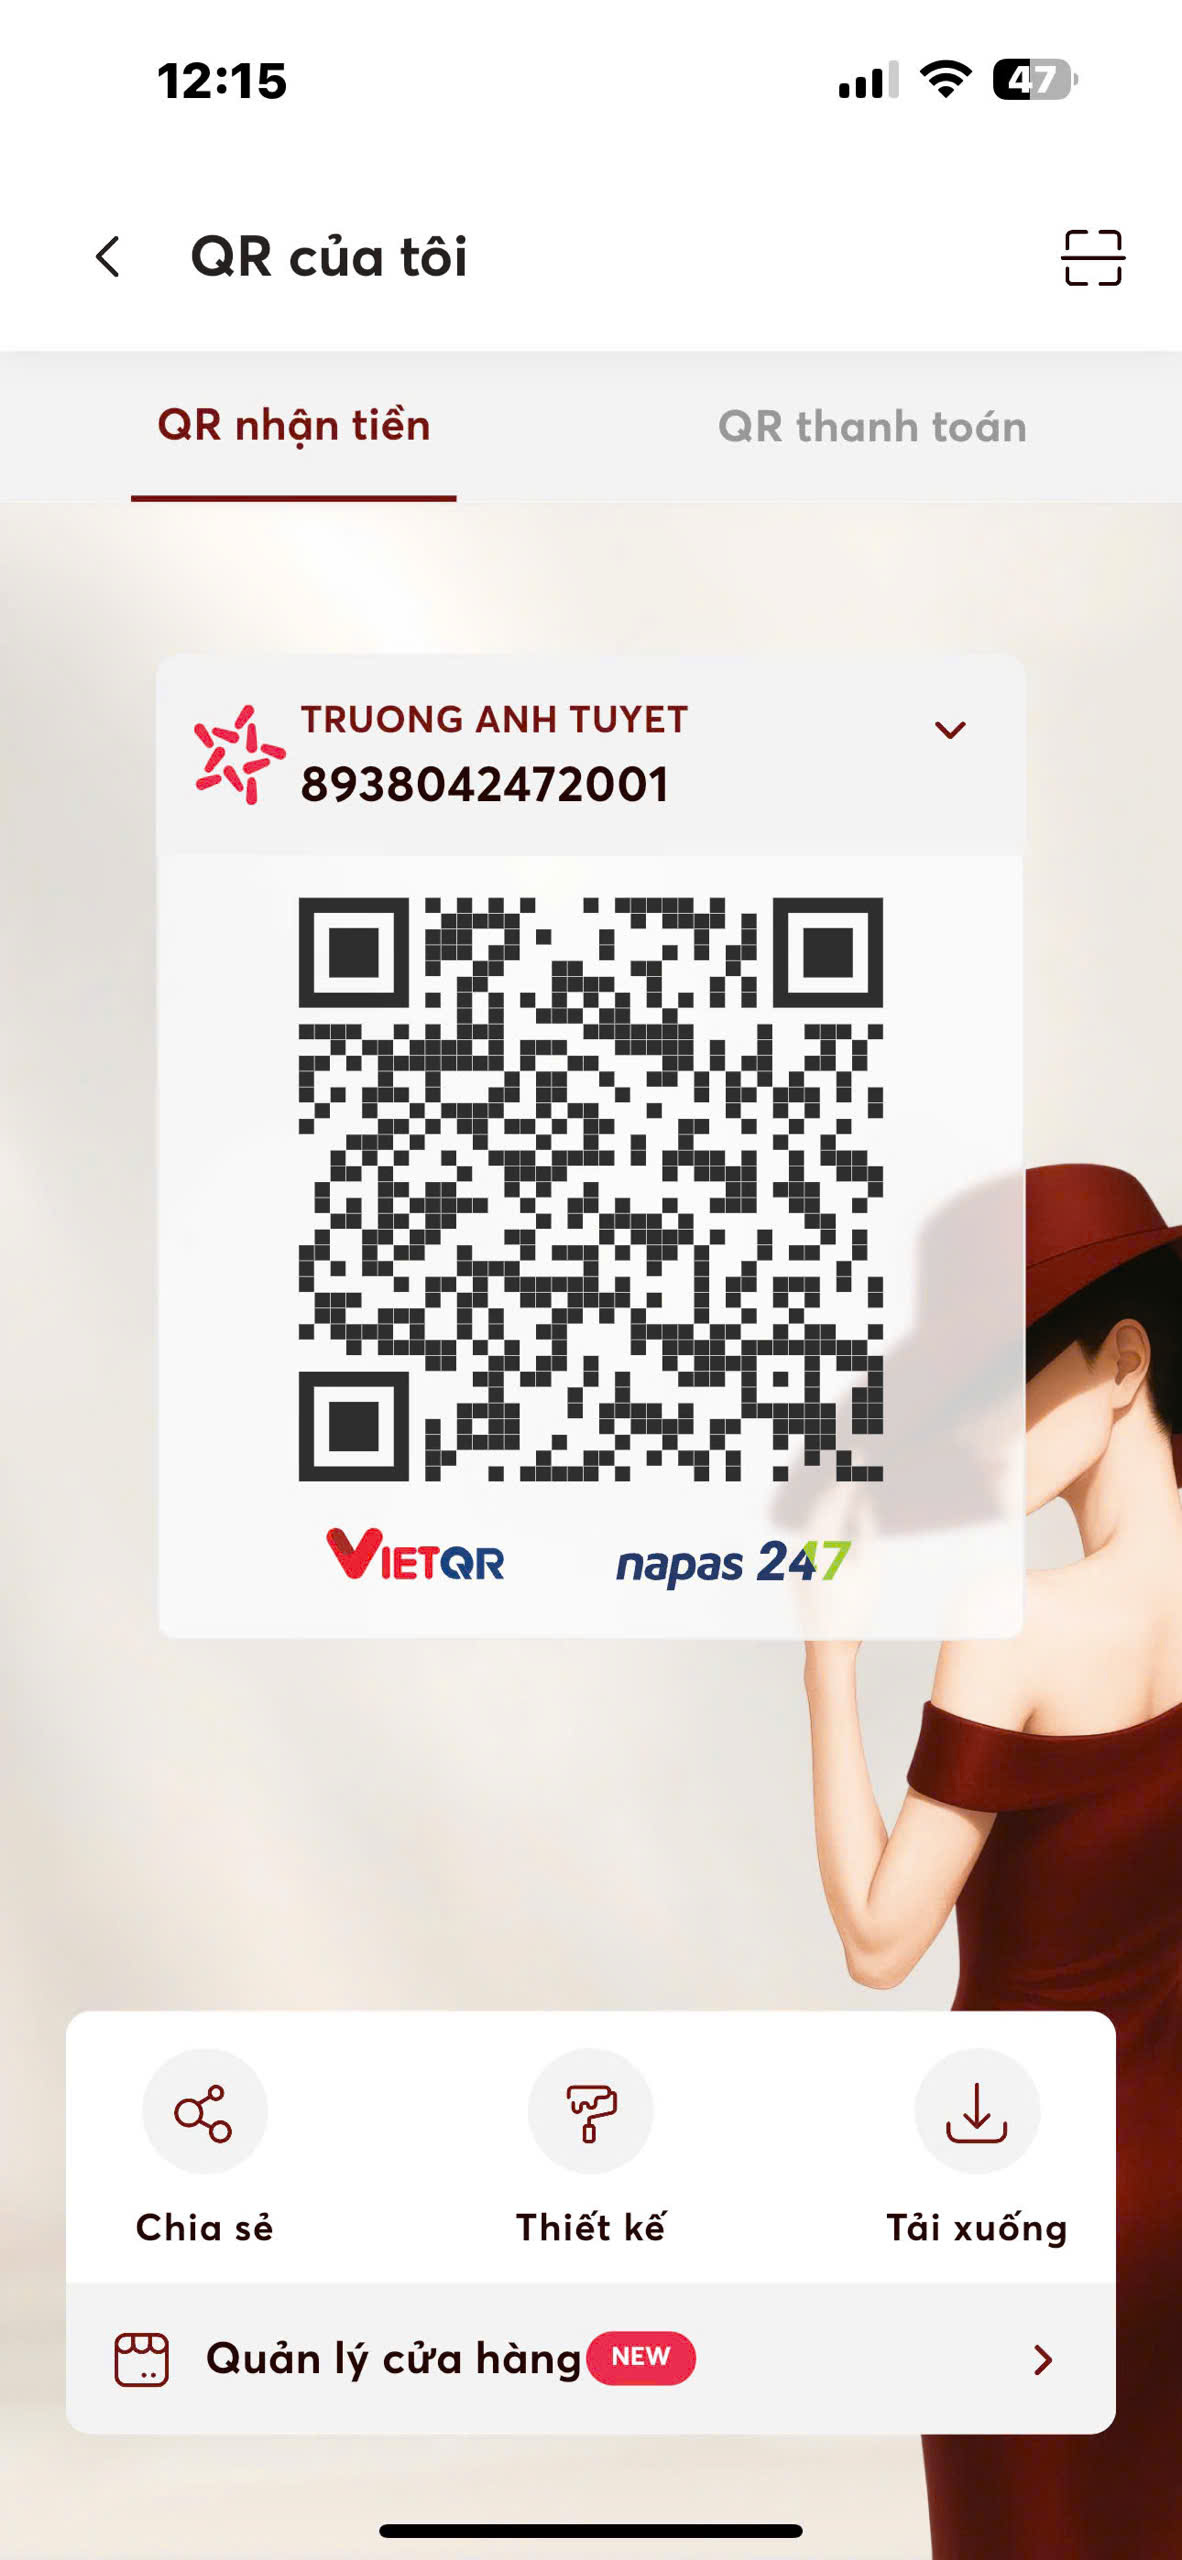 12:15
47
QR của tôi
QR nhận tiền
QR thanh toán
TRUONG ANH TUYET
8938042472001
VIETQR
napas 247
Chia sẻ
Thiết kế
Tải xuống
Quản lý cửa hàng NEW